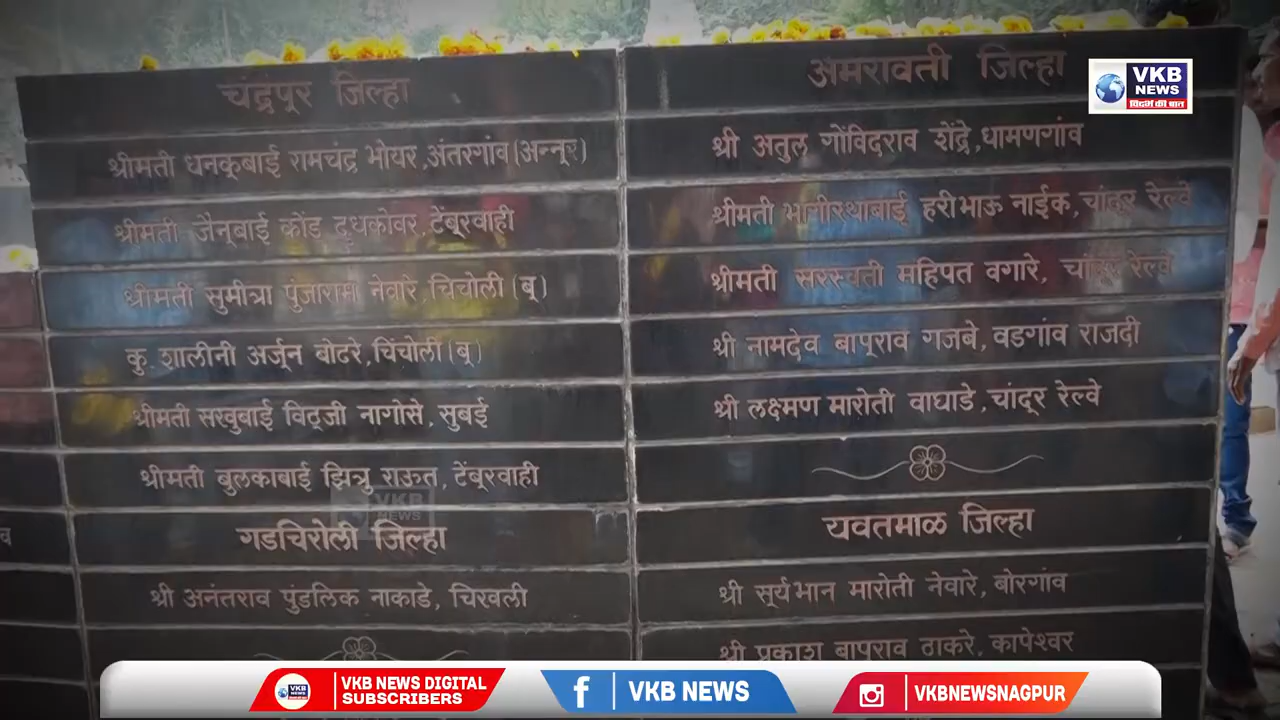 चंद्रपूर जिल्हा
श्रीमती धनकूबाई रामचंद्र भोयर,अंतरगांव(अन्नूर)
श्रीमती जैनूबाई कोंडू दुधकोवर,टेंबूरवाही
श्रीमती सुमीत्रा पुंजाराम नेवारे,चिचोली(बू)
कु.शालीनी अर्जून बोदरे,चिंचोली(बू)
श्रीमती सखुबाई विठूजी नागोसे,सुबई
श्रीमती बुलकाबाई झित्रु राऊत,टेंबूरवाही
गडचिरोली जिल्हा
श्री अनंतराव पुंडलिक नाकाडे, चिखली
अमरावती जिल्हा
श्री अतुल गोंविदराव शेंद्रे,धामणगांव
श्रीमती भागीरथाबाई हरीभाऊ नाईक,चांदूर रेल्वे
श्रीमती सरस्वती महिपत वगारे, चांदूर रेल्वे
श्री नामदेव बापूराव गजबे,वडगांव राजदी
श्री लक्ष्मण मारोती वाघाडे,चांदूर रेल्वे
यवतमाळ जिल्हा
श्री सूर्यभान मारोती नेवारे, बोरगांव
श्री प्रकाश बापूराव ठाकरे, कापेश्वर
VKB NEWS
विदर्भ की बात
VKB NEWS
VKB NEWS DIGITAL
SUBSCRIBERS
VKB NEWS
VKBNEWSNAGPUR